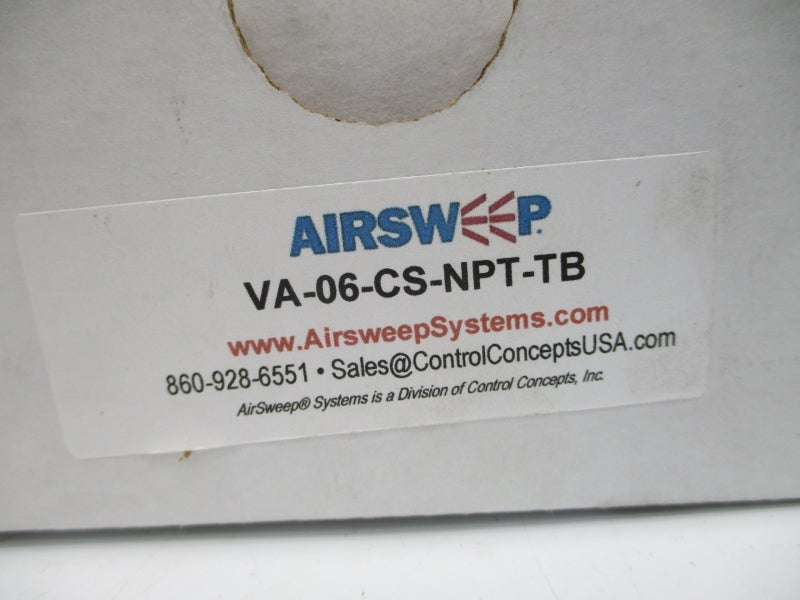 AIRSWEEP.
VA-06-CS-NPT-TB
www.AirsweepSystems.com
860-928-6551 • Sales@ControlConceptsUSA.com
AirSweep® Systems is a Division of Control Concepts, Inc.